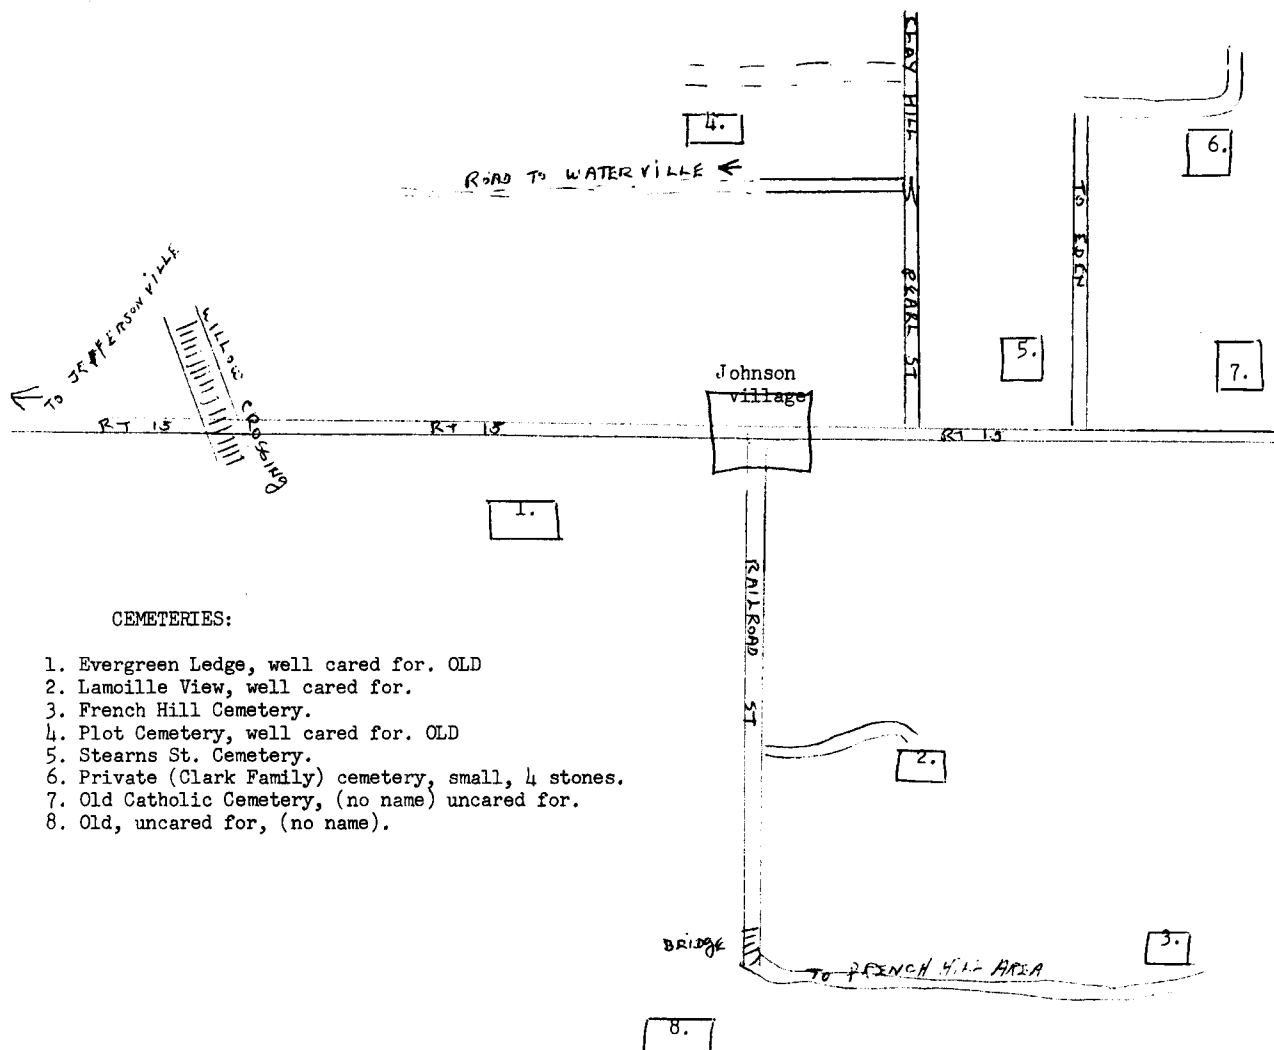 CLAY HILL
4.
6.
ROAD TO WATERVILLE
TO EDEN
TO JEFFERSONVILLE
WILLOW CROSSING
PEARL ST
5.
7.
Johnson
village
RT 15
RT 15
RT 15
1.
RAILROAD ST
CEMETERIES:
1. Evergreen Ledge, well cared for. OLD
2. Lamoille View, well cared for.
3. French Hill Cemetery.
4. Plot Cemetery, well cared for. OLD
5. Stearns St. Cemetery.
6. Private (Clark Family) cemetery, small, 4 stones.
7. Old Catholic Cemetery, (no name) uncared for.
8. Old, uncared for, (no name).
2.
BRIDGE
3.
TO FRENCH HILL AREA
8.